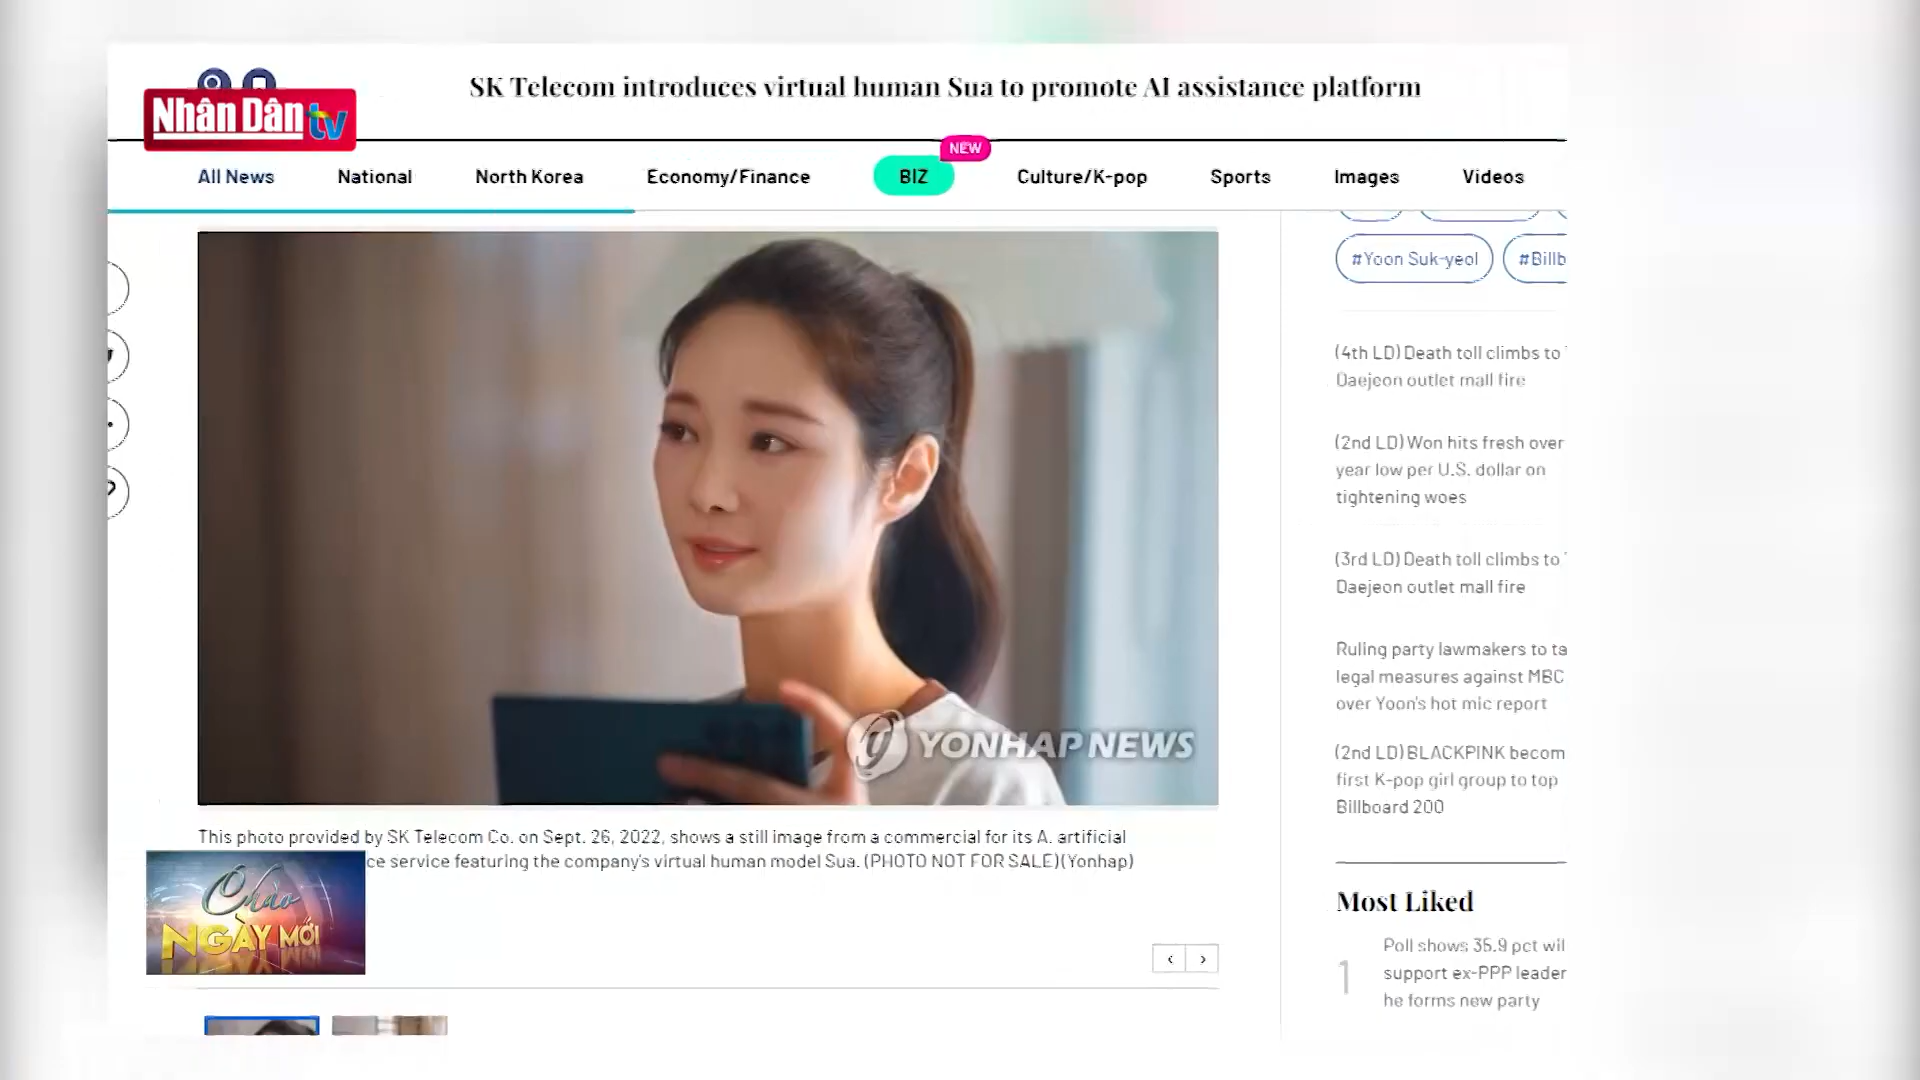 SK Telecom introduces virtual human Sua to promote AI assistance platform
Nhân Dân tv
NEW
All News
National
North Korea
Economy/Finance
BIZ
Culture/K-pop
Sports
Images
Videos
#Yoon Suk-yeol
#Billb
(4th LD) Death toll climbs to
Daejeon outlet mall fire
(2nd LD) Won hits fresh over
year low per U.S. dollar on
tightening woes
(3rd LD) Death toll climbs to
Daejeon outlet mall fire
Ruling party lawmakers to ta
legal measures against MBC
over Yoon's hot mic report
(2nd LD) BLACKPINK becom
first K-pop girl group to top
Billboard 200
YONHAP NEWS
This photo provided by SK Telecom Co. on Sept. 26, 2022, shows a still image from a commercial for its A. artificial
ce service featuring the company's virtual human model Sua. (PHOTO NOT FOR SALE)(Yonhap)
Chào
NGÀY MỚI
Most Liked
1
Poll shows 35.9 pct wil
support ex-PPP leader
he forms new party